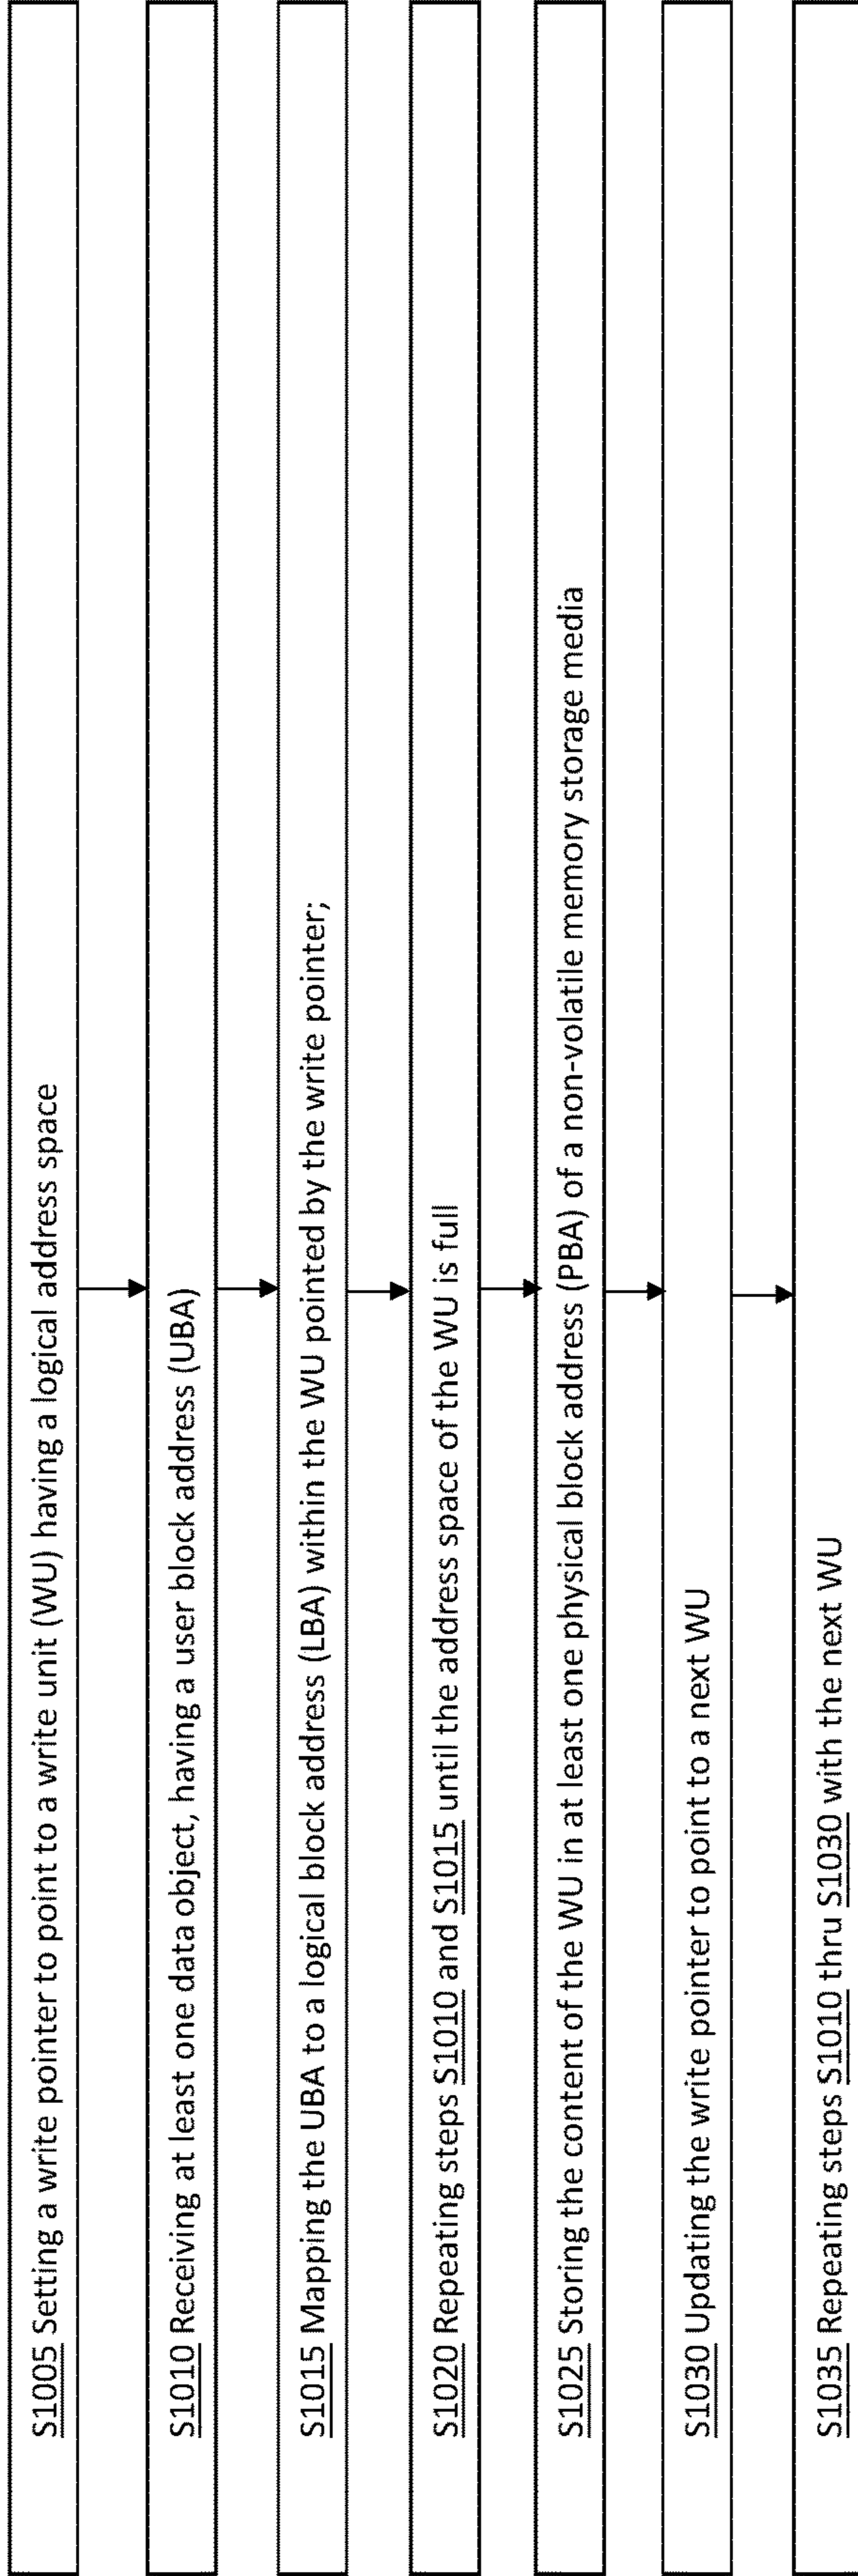 S1005 Setting a write pointer to point to a write unit (WU) having a logical address space
S1010 Receiving at least one data object, having a user block address (UBA)
S1015 Mapping the UBA to a logical block address (LBA) within the WU pointed by the write pointer;
S1020 Repeating steps S1010 and S1015 until the address space of the WU is full
S1025 Storing the content of the WU in at least one physical block address (PBA) of a non-volatile memory storage media
S1030 Updating the write pointer to point to a next WU
S1035 Repeating steps S1010 thru S1030 with the next WU